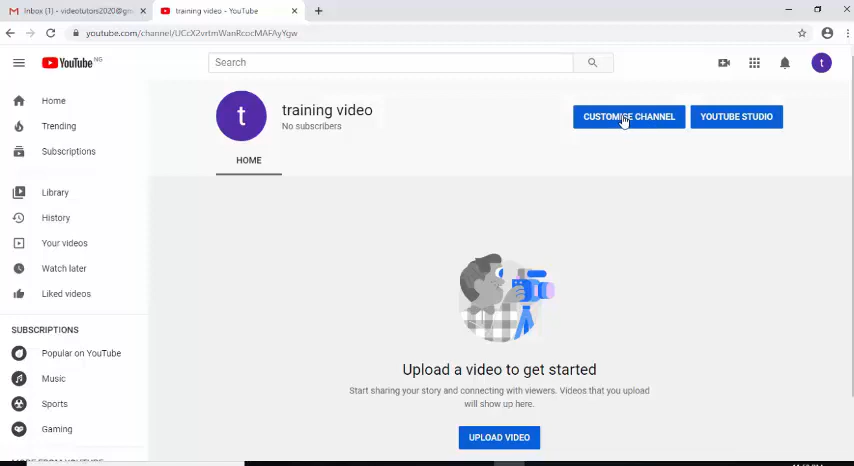 Inbox (1) - videotutors2020@gm
training video - YouTube
youtube.com/channel/UCcX2vrtmWanRcocMAFAyYgw
YouTube NG
Search
t
Home
Trending
Subscriptions
Library
History
Your videos
Watch later
Liked videos
SUBSCRIPTIONS
Popular on YouTube
Music
Sports
Gaming
t
training video
No subscribers
CUSTOMISE CHANNEL
YOUTUBE STUDIO
HOME
Upload a video to get started
Start sharing your story and connecting with viewers. Videos that you upload
will show up here.
UPLOAD VIDEO